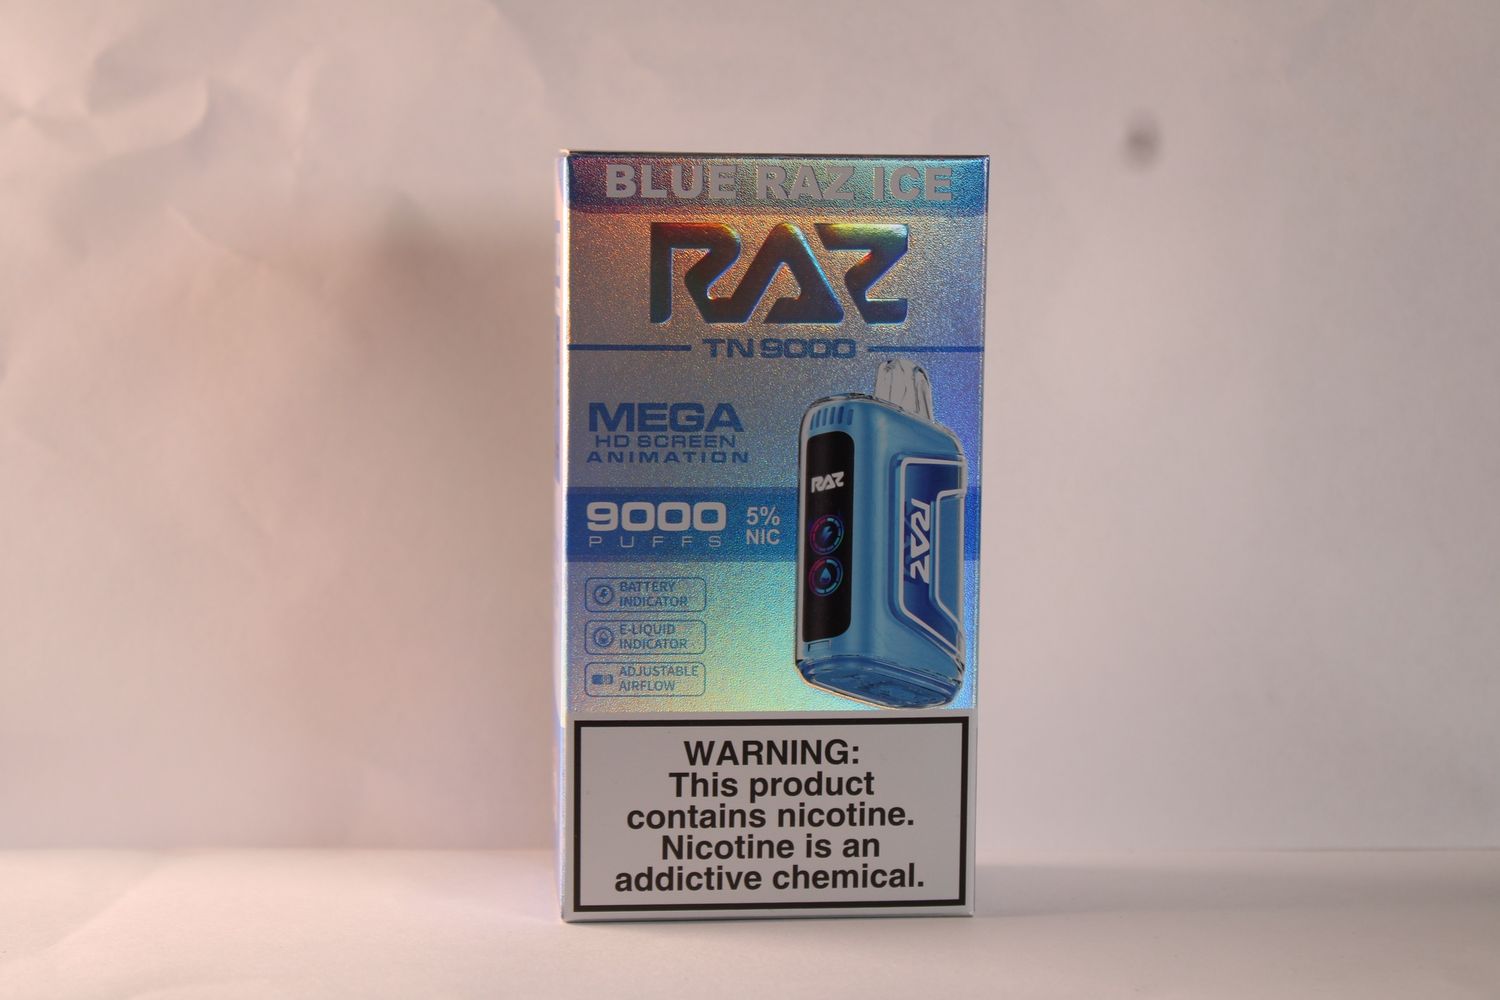 BLUE RAZ ICE
RAZ
TN 9000
MEGA
HD SCREEN
ANIMATION
9000
PUFFS
5%
NIC
BATTERY
INDICATOR
E-LIQUID
INDICATOR
ADJUSTABLE
AIRFLOW
RAZ
RAZ
WARNING:
This product
contains nicotine.
Nicotine is an
addictive chemical.